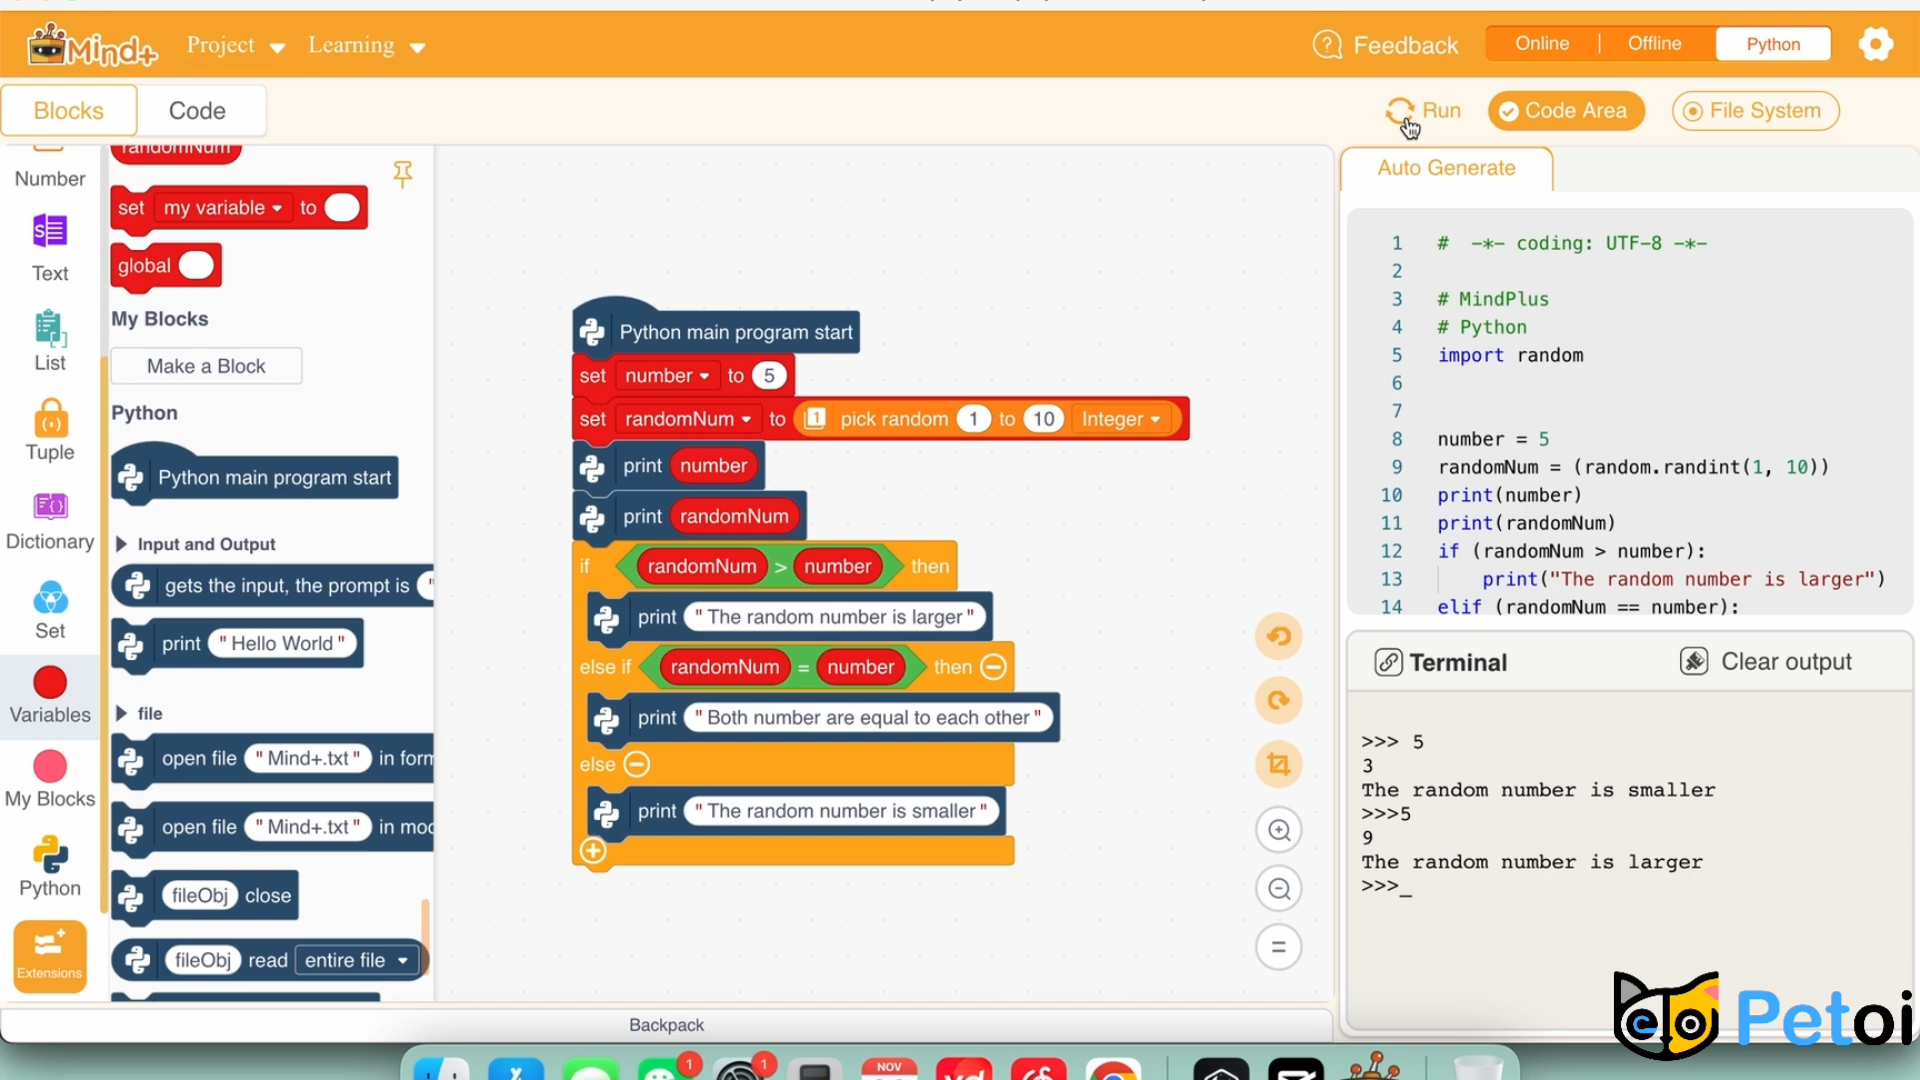 Mind+
Project
Learning
Feedback
Online
Offline
Python
Blocks
Code
Run
Code Area
File System
Number
Text
List
Tuple
Dictionary
Set
Variables
My Blocks
Python
Extensions
randomNum
set my variable to
global
My Blocks
Make a Block
Python
Python main program start
Input and Output
gets the input, the prompt is "
print "Hello World"
file
open file "Mind+.txt" in form
open file "Mind+.txt" in mod
fileObj close
fileObj read entire file
Python main program start
set number to 5
set randomNum to 1 pick random 1 to 10 Integer
print number
print randomNum
if randomNum > number then
print "The random number is larger"
else if randomNum = number then
print "Both number are equal to each other"
else
print "The random number is smaller"
Auto Generate
1 # -*- coding: UTF-8 -*-
2
3 # MindPlus
4 # Python
5 import random
6
7
8 number = 5
9 randomNum = (random.randint(1, 10))
10 print(number)
11 print(randomNum)
12 if (randomNum > number):
13 print("The random number is larger")
14 elif (randomNum == number):
Terminal
Clear output
>>> 5
3
The random number is smaller
>>>5
9
The random number is larger
>>>_
Petoi
Backpack
1
1
NOV